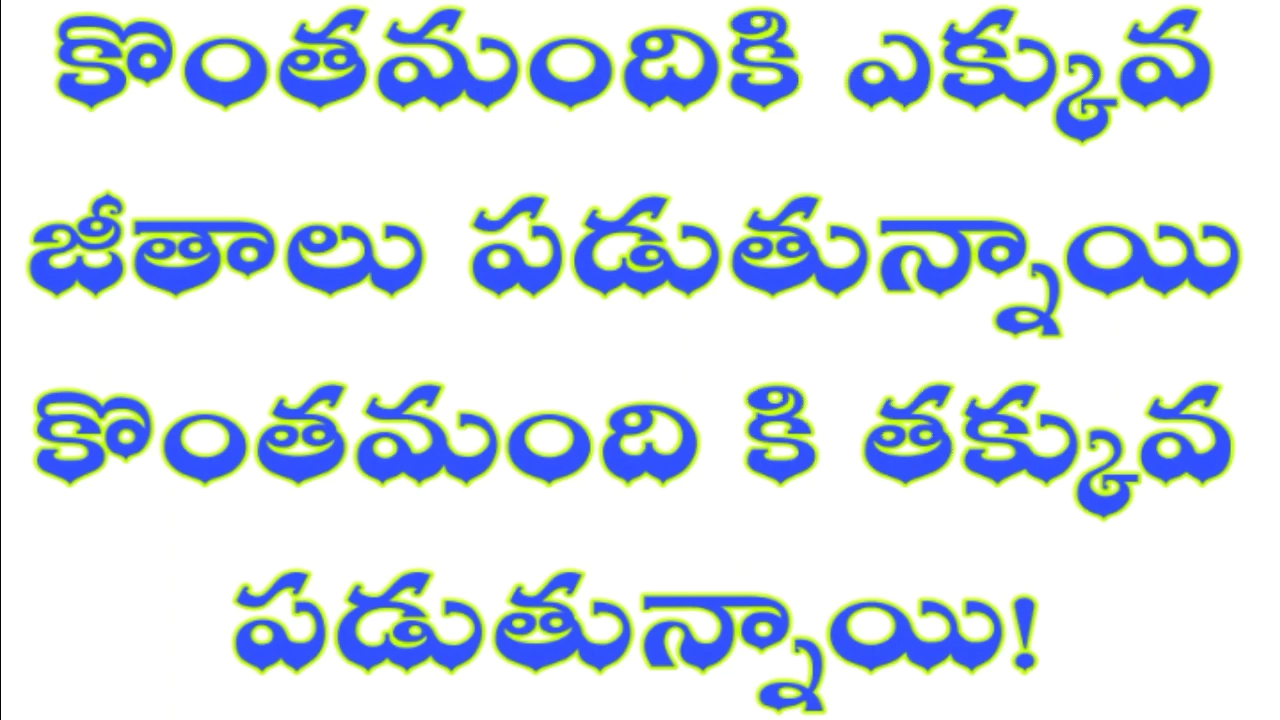 కొంతమందికి ఎక్కువ
జీతాలు పడుతున్నాయి
కొంతమంది కి తక్కువ
పడుతున్నాయి!